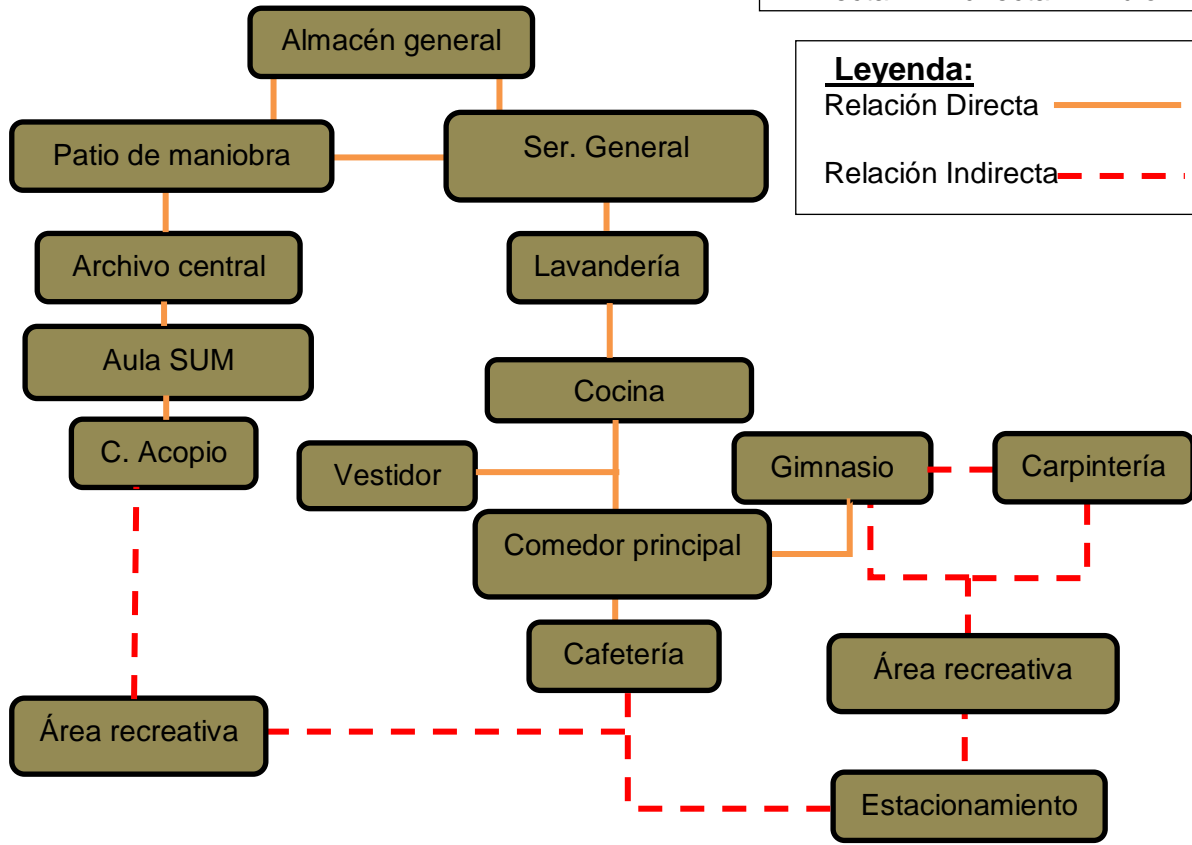 Almacén general
Leyenda:
Relación Directa
Patio de maniobra
Ser. General
Relación Indirecta
Archivo central
Lavandería
Aula SUM
Cocina
C. Acopio
Vestidor
Gimnasio
Carpintería
Comedor principal
Cafetería
Área recreativa
Área recreativa
Estacionamiento